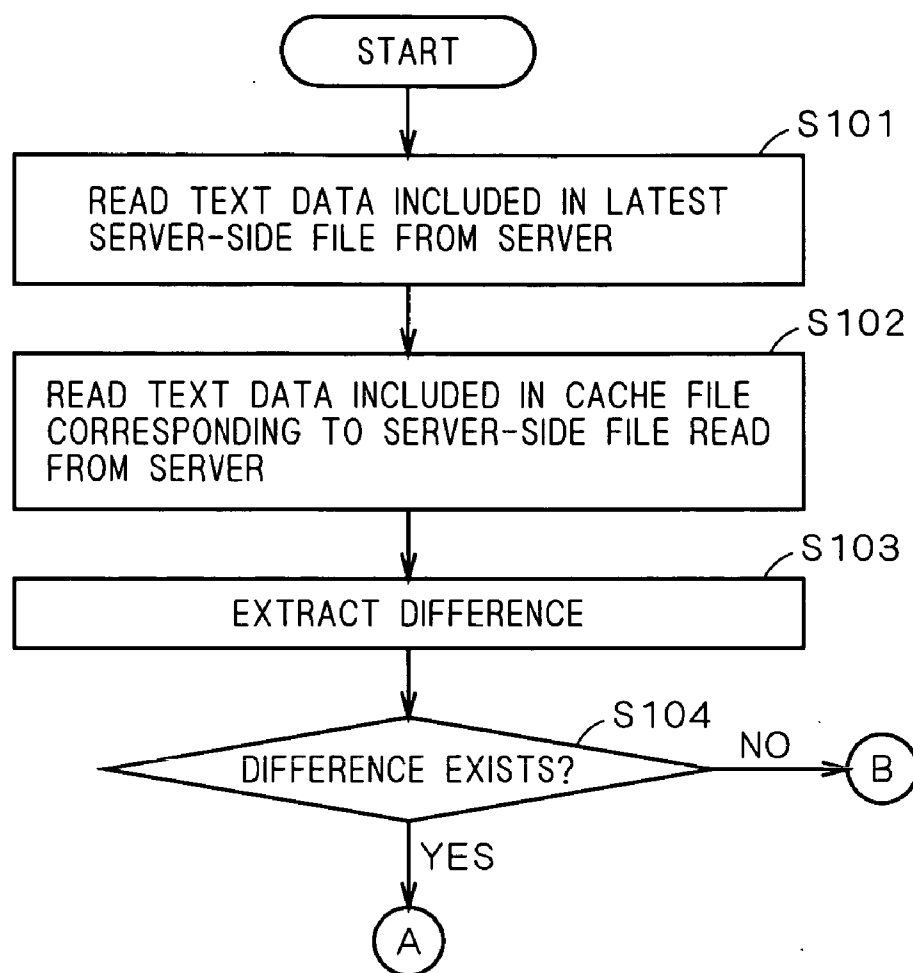 START
S101
READ TEXT DATA INCLUDED IN LATEST
SERVER-SIDE FILE FROM SERVER
S102
READ TEXT DATA INCLUDED IN CACHE FILE
CORRESPONDING TO SERVER-SIDE FILE READ
FROM SERVER
S103
EXTRACT DIFFERENCE
S104
DIFFERENCE EXISTS?
NO
B
YES
A